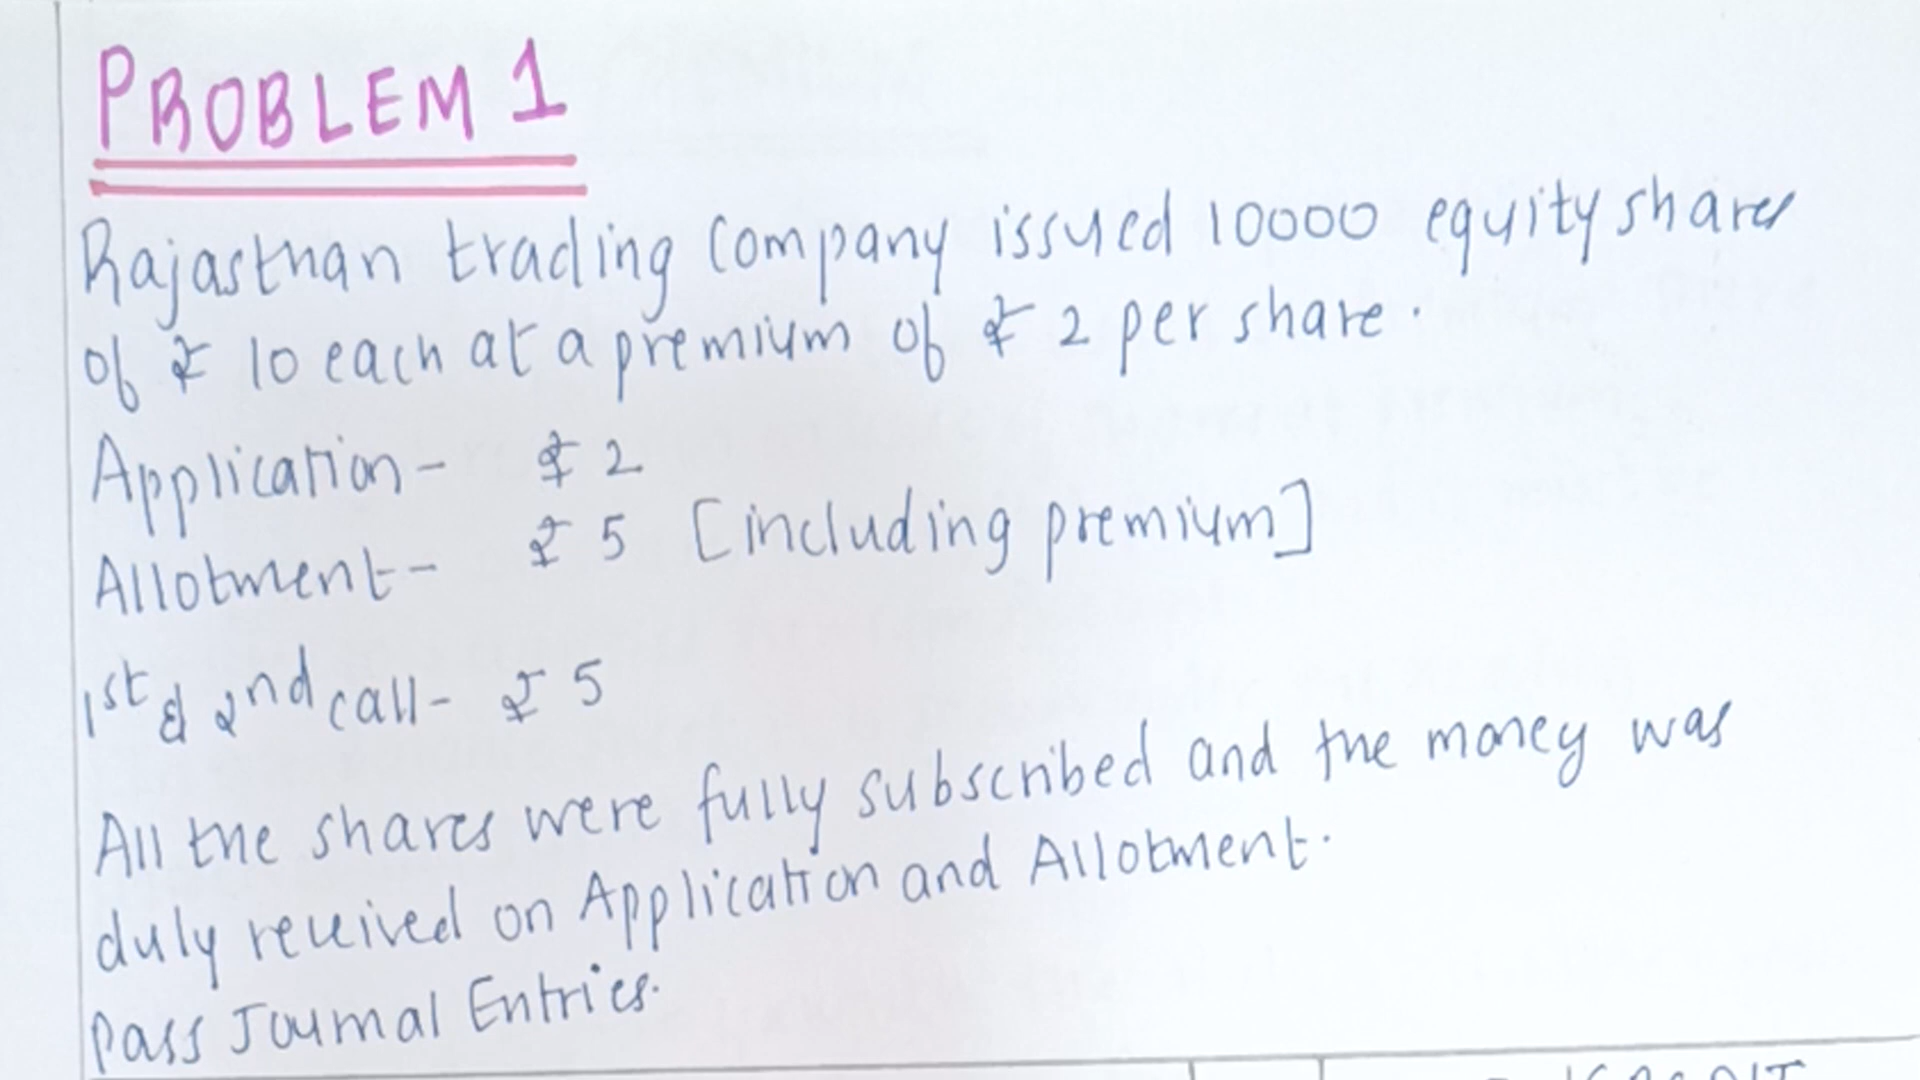 PROBLEM 1
Rajasthan trading Company issued 10000 equity shares
of ₹ 10 each at a premium of ₹ 2 per share.
Application- ₹ 2
Allotment- ₹ 5 [including premium]
1st & 2nd call- ₹ 5
All the shares were fully subscribed and the money was
duly received on Application and Allotment.
Pass Journal Entries.